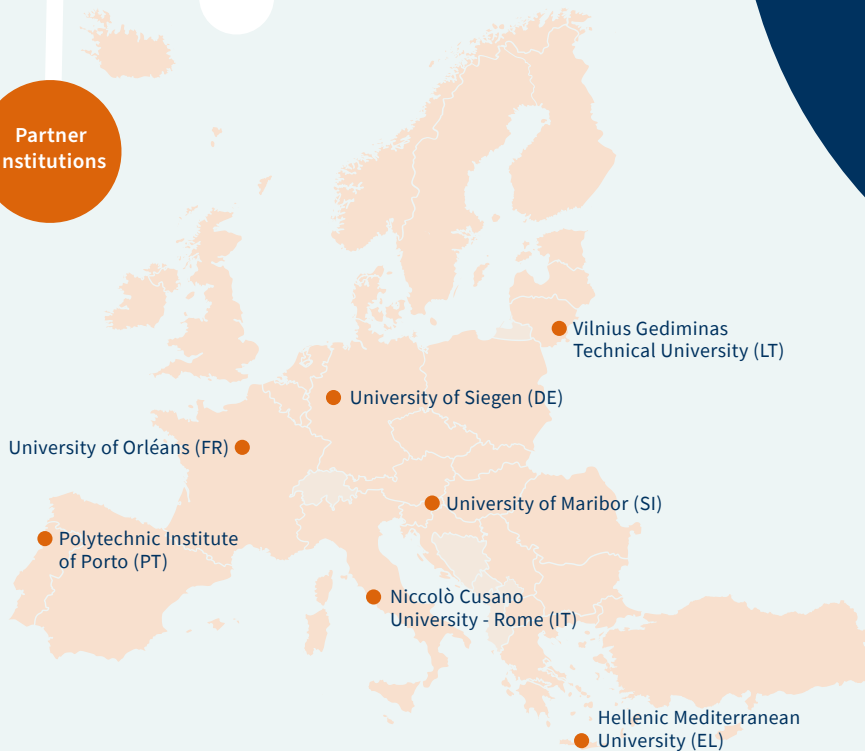 Partner
nstitutions
Vilnius Gediminas
Technical University (LT)
University of Siegen (DE)
University of Orléans (FR)
University of Maribor (SI)
Polytechnic Institute
of Porto (PT)
Niccolò Cusano
University - Rome (IT)
Hellenic Mediterranean
University (EL)